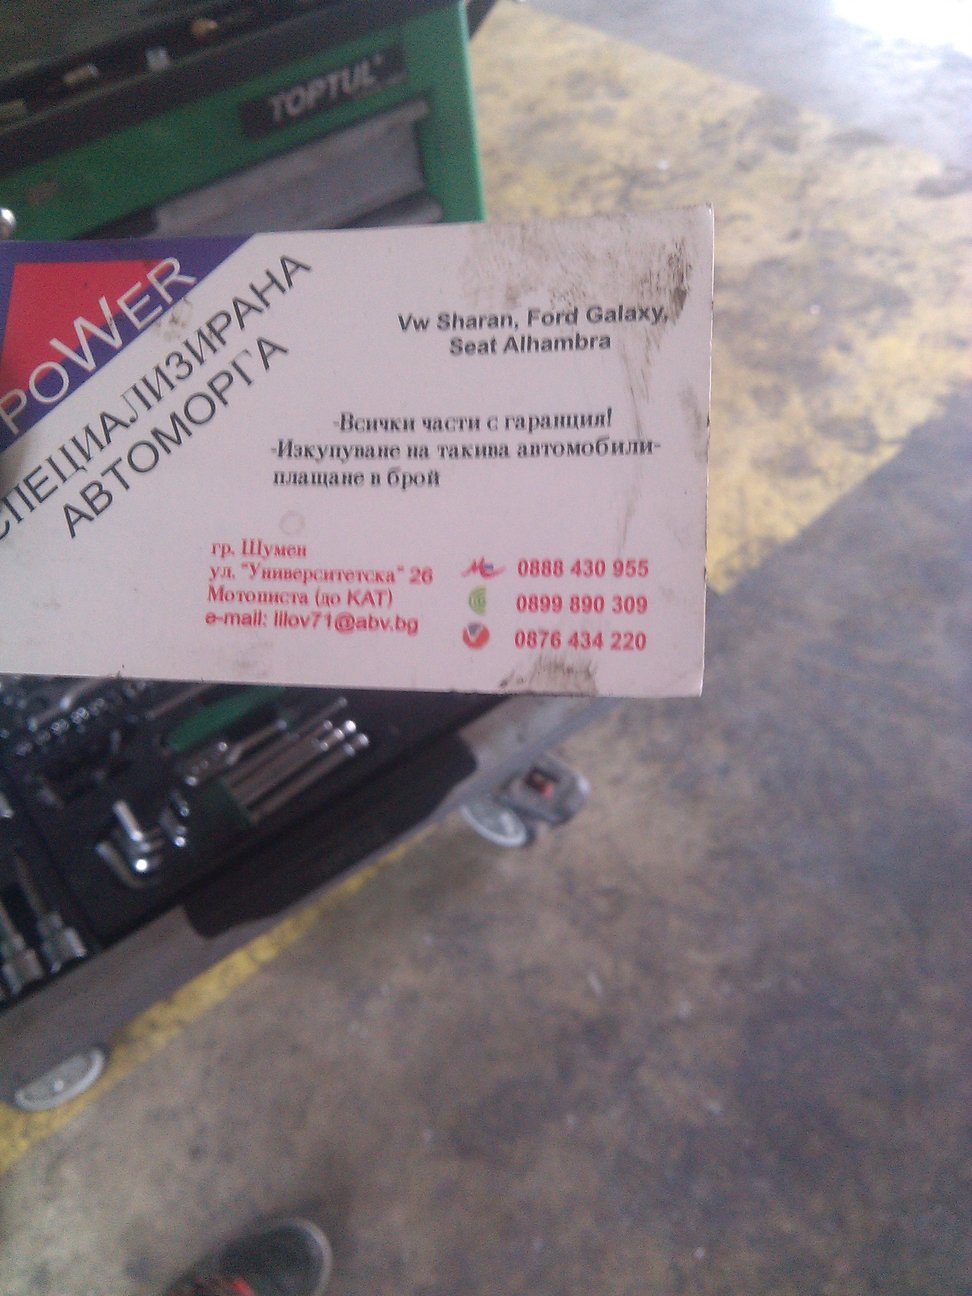 TOPTUL
POWER
СПЕЦИАЛИЗИРАНА
АВТОМОРГА
Vw Sharan, Ford Galaxy,
Seat Alhambra
-Всички части с гаранция!
-Изкупуване на такива автомобили-
плащане в брой
гр. Шумен
ул. "Университетска" 26
Мотописта (до КАТ)
e-mail: lilov71@abv.bg
0888 430 955
0899 890 309
0876 434 220